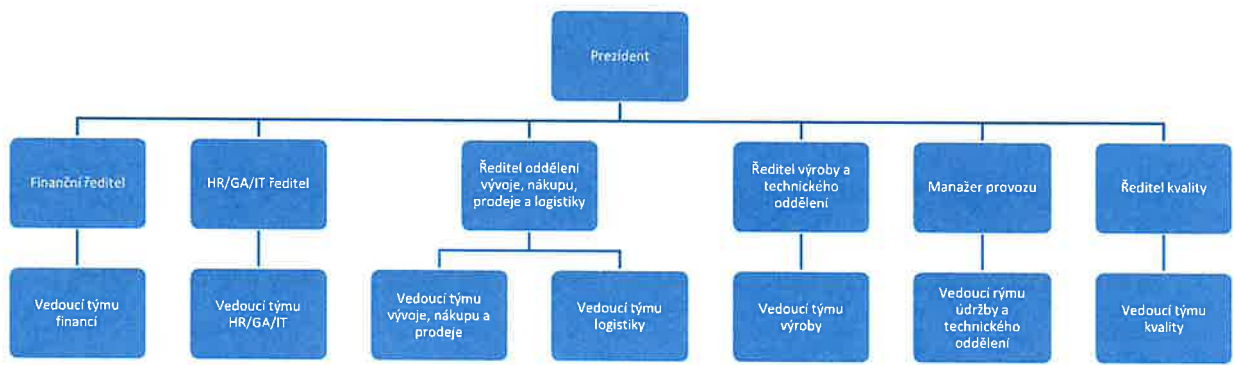 Prezident
Finanční ředitel
HR/GA/IT ředitel
Ředitel oddělení
vývoje, nákupu,
prodeje a logistiky
Ředitel výroby a
technického
oddělení
Manažer provozu
Ředitel kvality
Vedoucí týmu
financí
Vedoucí týmu
HR/GA/IT
Vedoucí týmu
vývoje, nákupu a
prodeje
Vedoucí týmu
logistiky
Vedoucí týmu
výroby
Vedoucí rýmu
údržby a
technického
oddělení
Vedoucí týmu
kvality